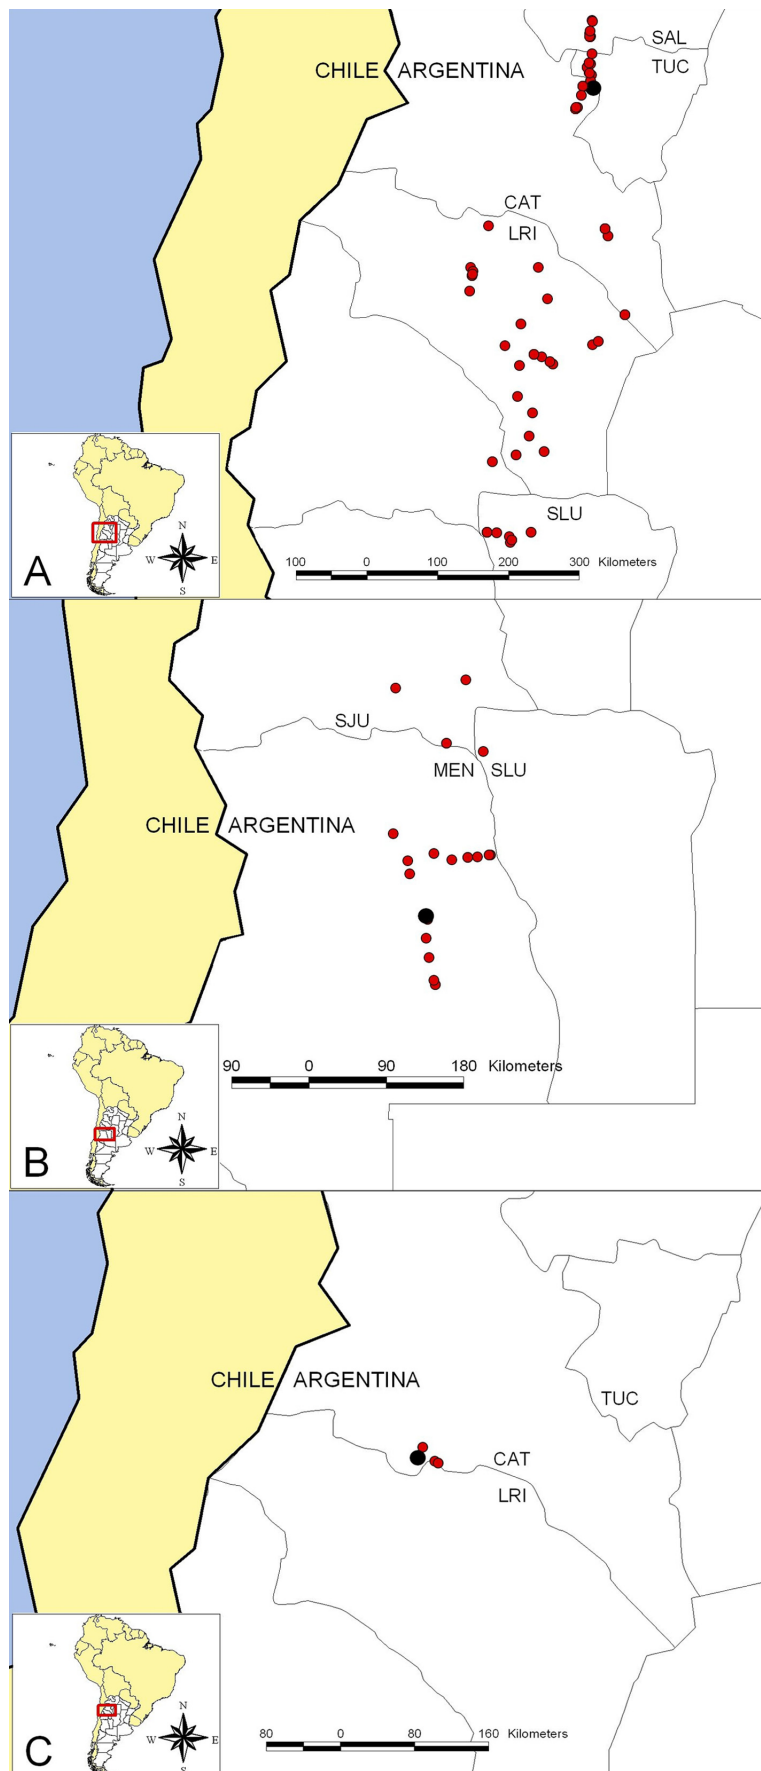 SAL
CHILE ARGENTINA TUC
CAT
LRI
SLU
N
W E
S
A
100 0 100 200 300 Kilometers
SJU
MEN SLU
CHILE ARGENTINA
90 0 90 180 Kilometers
N
W E
S
B
CHILE ARGENTINA
TUC
CAT
LRI
N
W E
S
C
80 0 80 160 Kilometers